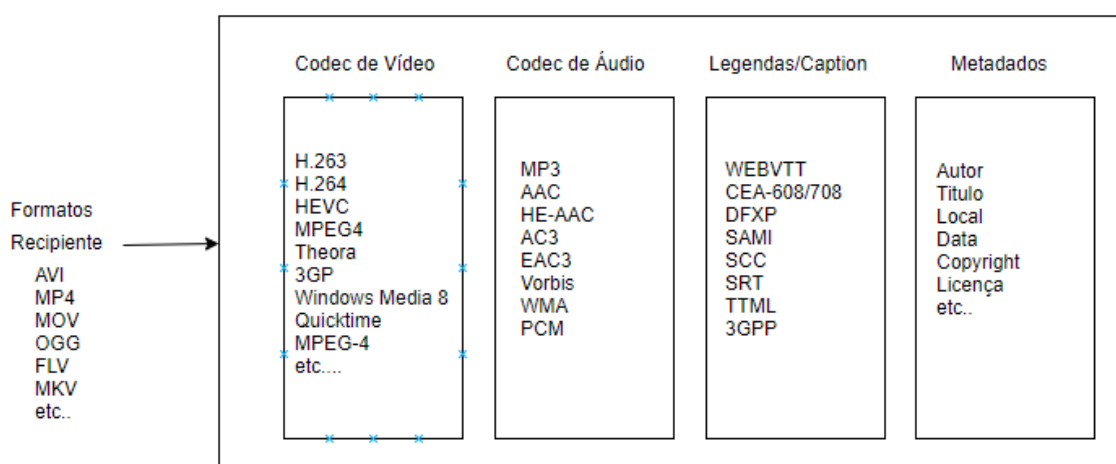 Formatos
Recipiente
AVI
MP4
MOV
OGG
FLV
MKV
etc..
Codec de Vídeo
H.263
H.264
HEVC
MPEG4
Theora
3GP
Windows Media 8
Quicktime
MPEG-4
etc....
Codec de Áudio
MP3
AAC
HE-AAC
AC3
EAC3
Vorbis
WMA
PCM
Legendas/Caption
WEBVTT
CEA-608/708
DFXP
SAMI
SCC
SRT
TTML
3GPP
Metadados
Autor
Titulo
Local
Data
Copyright
Licença
etc..